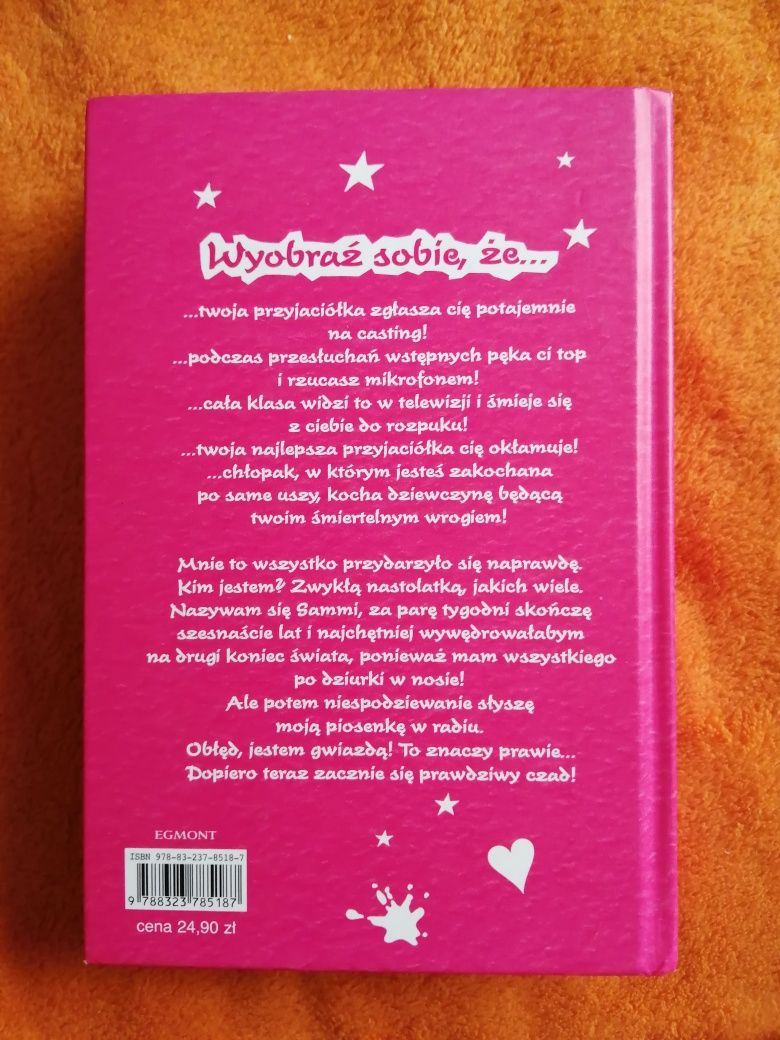 Wyobraź sobie, że...
...twoja przyjaciółka zgłasza cię potajemnie
na casting!
...podczas przesłuchań wstępnych pęka ci top
i rzucasz mikrofonem!
...cała klasa widzi to w telewizji i śmieje się
z ciebie do rozpuku!
...twoja najlepsza przyjaciółka cię okłamuje!
...chłopak, w którym jesteś zakochana
po same uszy, kocha dziewczynę będącą
twoim śmiertelnym wrogiem!
Mnie to wszystko przydarzyło się naprawdę.
Kim jestem? Zwykłą nastolatką, jakich wiele.
Nazywam się Sammi, za parę tygodni skończę
szesnaście lat i najchętniej wywędrowałabym
na drugi koniec świata, ponieważ mam wszystkiego
po dziurki w nosie!
Ale potem niespodziewanie słyszę
moją piosenkę w radiu.
Obłęd, jestem gwiazdą! To znaczy prawie...
Dopiero teraz zacznie się prawdziwy czad!
EGMONT
ISBN 978-83-237-8518-7
9 788323 785187
cena 24,90 zł